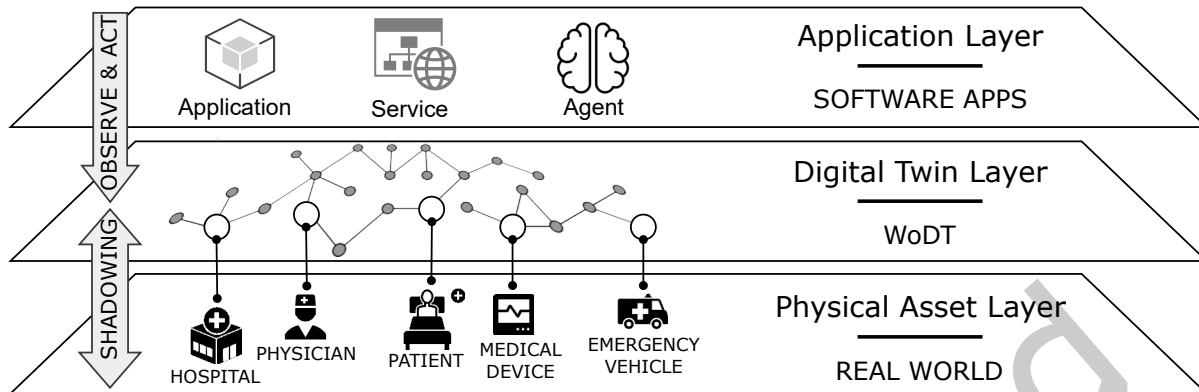 OBSERVE & ACT
Application
Service
Agent
Application Layer
SOFTWARE APPS
Digital Twin Layer
WoDT
SHADOWING
HOSPITAL
PHYSICIAN
PATIENT
MEDICAL
DEVICE
EMERGENCY
VEHICLE
Physical Asset Layer
REAL WORLD